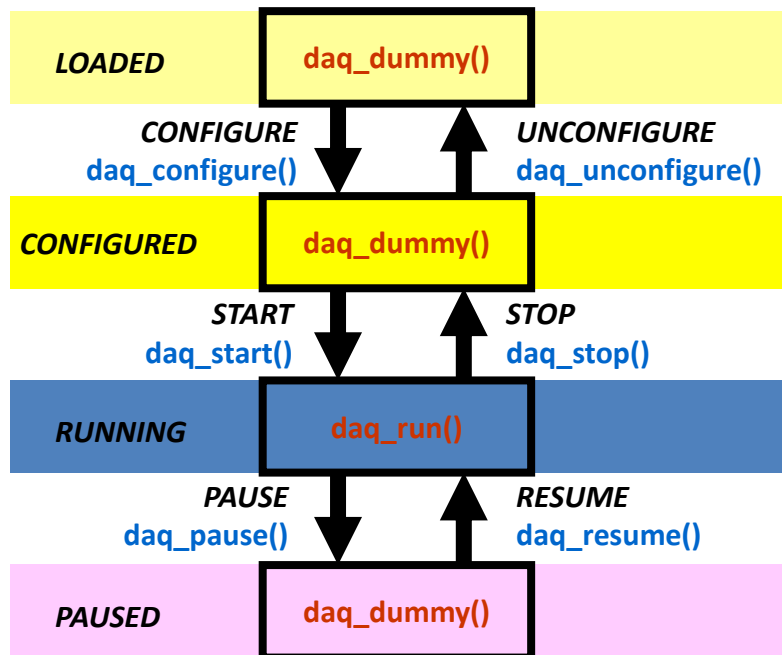 LOADED
daq_dummy()
CONFIGURE
daq_configure()
UNCONFIGURE
daq_unconfigure()
CONFIGURED
daq_dummy()
START
daq_start()
STOP
daq_stop()
RUNNING
daq_run()
PAUSE
daq_pause()
RESUME
daq_resume()
PAUSED
daq_dummy()